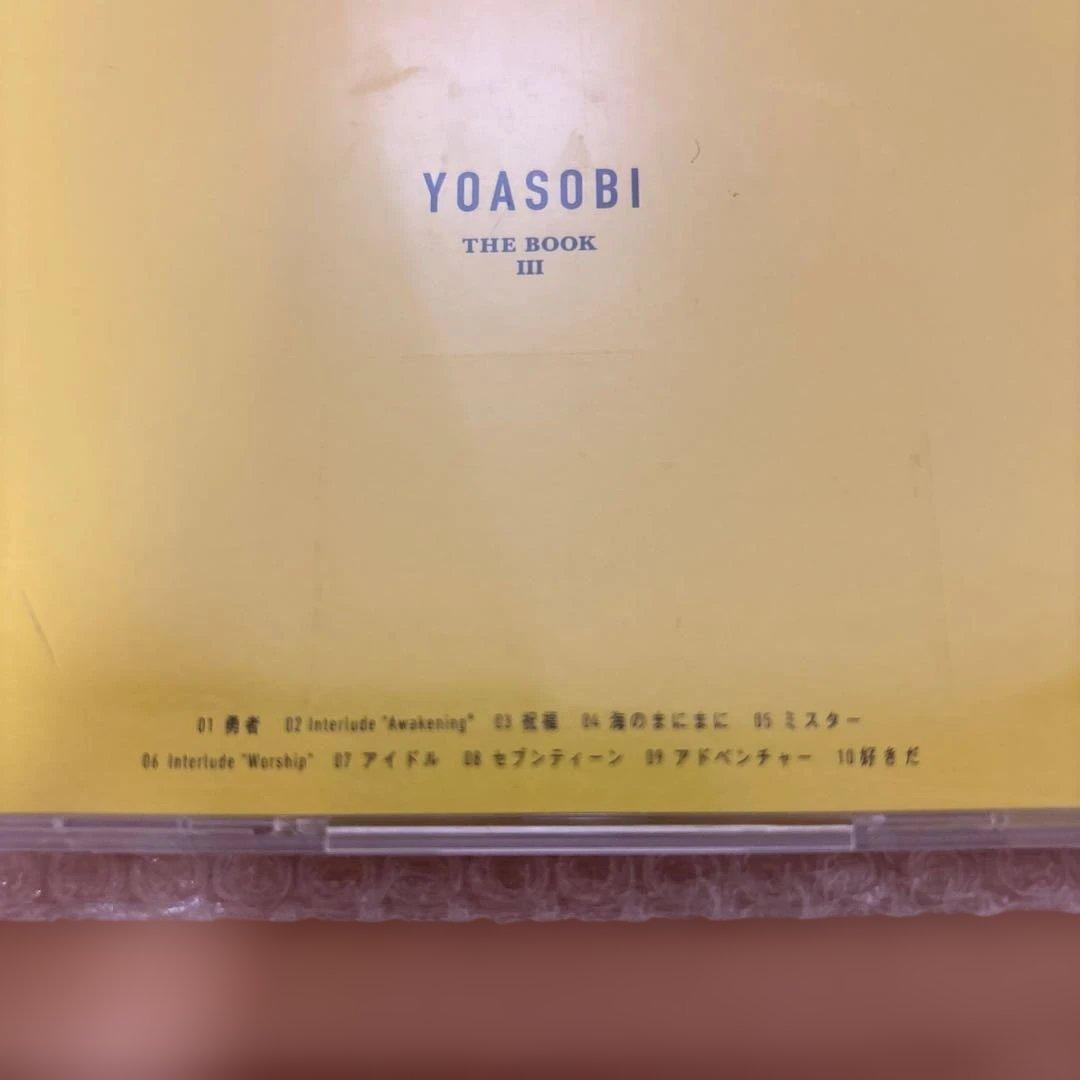 YOASOBI
THE BOOK
III
01 勇者 02 Interlude "Awakening" 03 祝福 04 海のまにまに 05 ミスター
06 Interlude "Worship" 07 アイドル 08 セブンティーン 09 アドベンチャー 10 好きだ